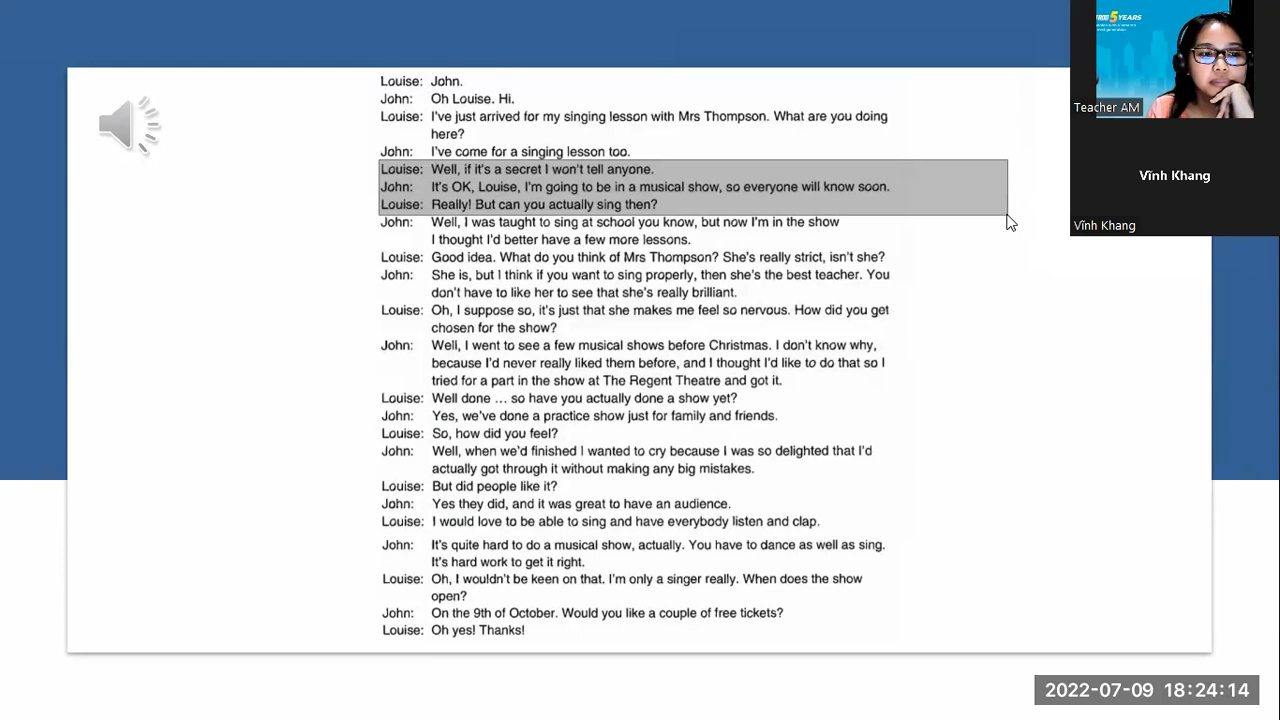 Louise: John.
John: Oh Louise. Hi.
Louise: I've just arrived for my singing lesson with Mrs Thompson. What are you doing
here?
John: I've come for a singing lesson too.
Louise: Well, if it's a secret I won't tell anyone.
John: It's OK, Louise, I'm going to be in a musical show, so everyone will know soon.
Louise: Really! But can you actually sing then?
John: Well, I was taught to sing at school you know, but now I'm in the show
I thought I'd better have a few more lessons.
Louise: Good idea. What do you think of Mrs Thompson? She's really strict, isn't she?
John: She is, but I think if you want to sing properly, then she's the best teacher. You
don't have to like her to see that she's really brilliant.
Louise: Oh, I suppose so, it's just that she makes me feel so nervous. How did you get
chosen for the show?
John: Well, I went to see a few musical shows before Christmas. I don't know why,
because I'd never really liked them before, and I thought I'd like to do that so I
tried for a part in the show at The Regent Theatre and got it.
Louise: Well done ... so have you actually done a show yet?
John: Yes, we've done a practice show just for family and friends.
Louise: So, how did you feel?
John: Well, when we'd finished I wanted to cry because I was so delighted that I'd
actually got through it without making any big mistakes.
Louise: But did people like it?
John: Yes they did, and it was great to have an audience.
Louise: I would love to be able to sing and have everybody listen and clap.
John: It's quite hard to do a musical show, actually. You have to dance as well as sing.
It's hard work to get it right.
Louise: Oh, I wouldn't be keen on that. I'm only a singer really. When does the show
open?
John: On the 9th of October. Would you like a couple of free tickets?
Louise: Oh yes! Thanks!
5 YEARS
Teacher AM
Vĩnh Khang
Vĩnh Khang
2022-07-09 18:24:14